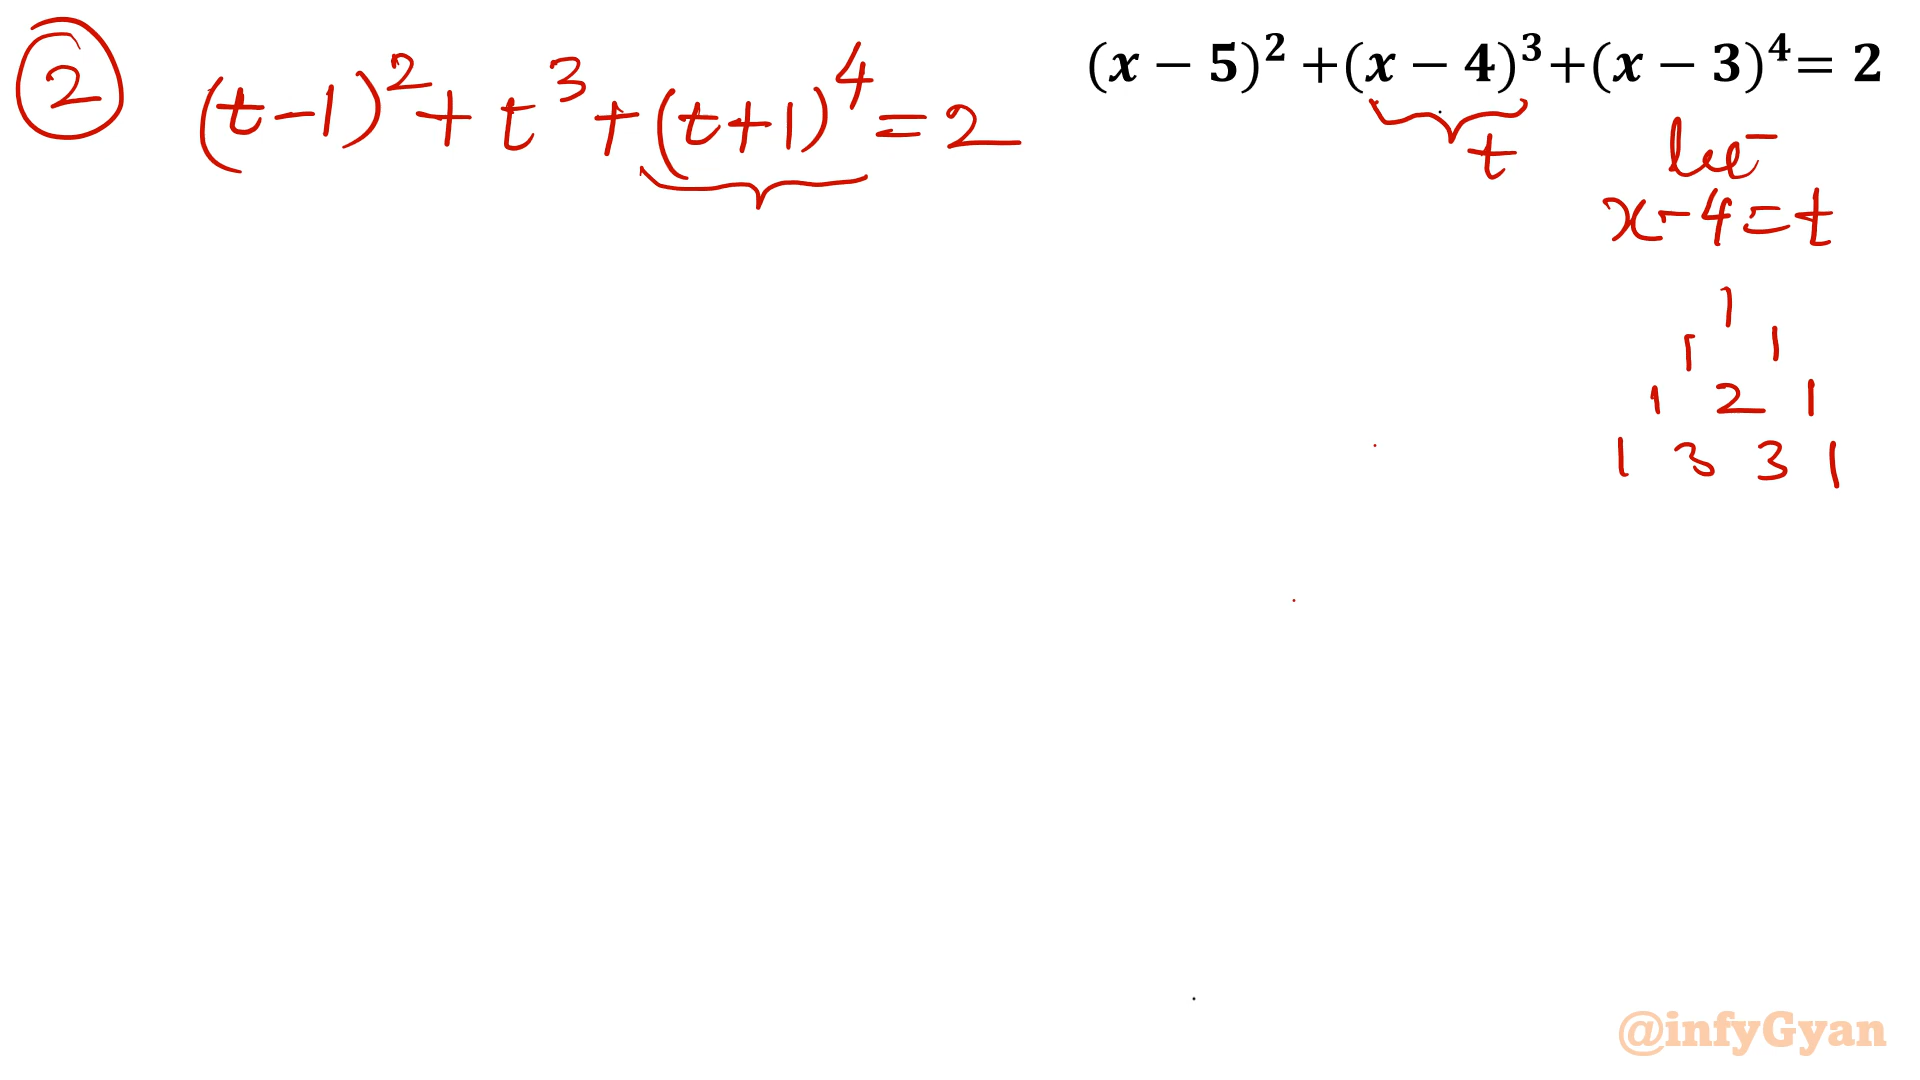 ②
(t-1)² + t³ + (t+1)⁴ = 2
(x − 5)² +(x − 4)³ +(x − 3)⁴ = 2
t
let
x-4=t
1
1 1
1 2 1
1 3 3 1
@infyGyan